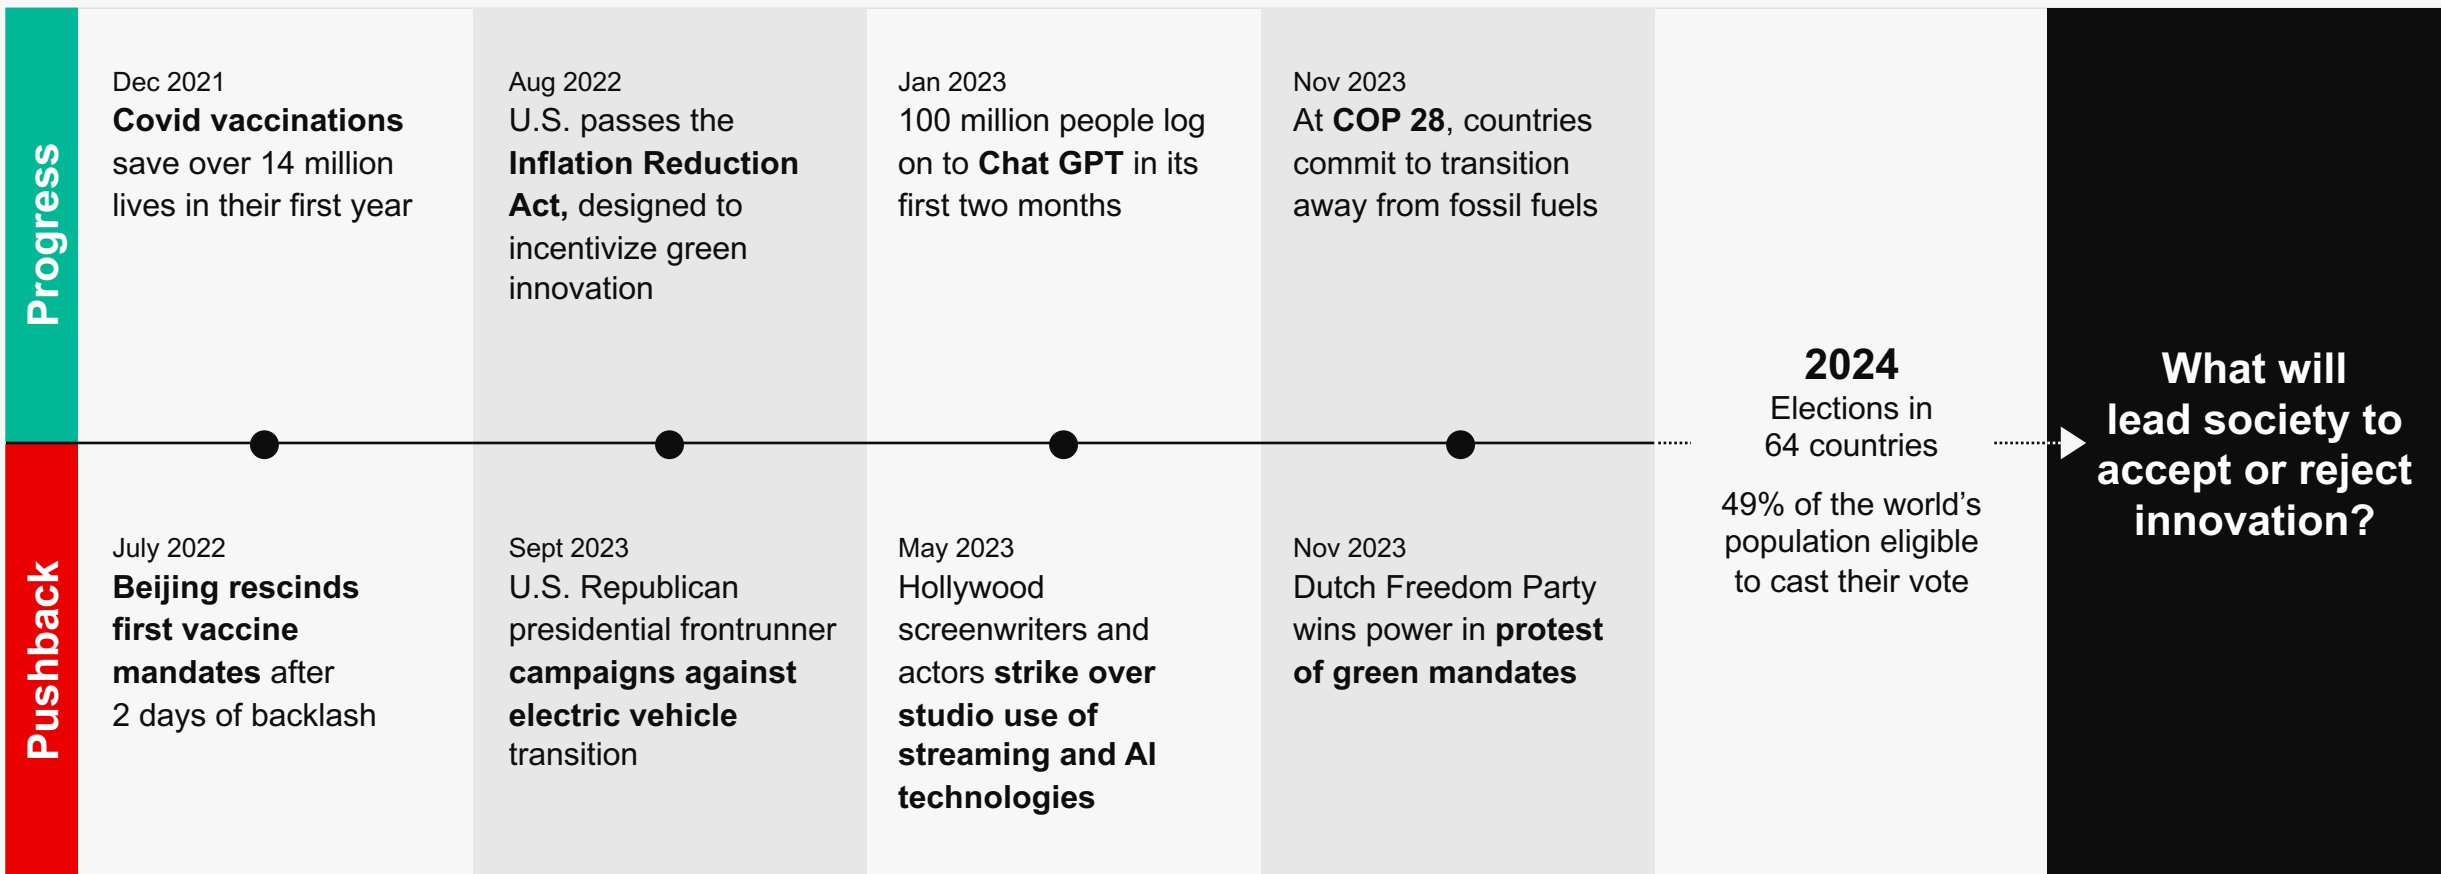 Progress
Dec 2021
Covid vaccinations
save over 14 million
lives in their first year
Aug 2022
U.S. passes the
Inflation Reduction
Act, designed to
incentivize green
innovation
Jan 2023
100 million people log
on to Chat GPT in its
first two months
Nov 2023
At COP 28, countries
commit to transition
away from fossil fuels
Pushback
July 2022
Beijing rescinds
first vaccine
mandates after
2 days of backlash
Sept 2023
U.S. Republican
presidential frontrunner
campaigns against
electric vehicle
transition
May 2023
Hollywood
screenwriters and
actors strike over
studio use of
streaming and AI
technologies
Nov 2023
Dutch Freedom Party
wins power in protest
of green mandates
2024
Elections in
64 countries
49% of the world’s
population eligible
to cast their vote
What will
lead society to
accept or reject
innovation?